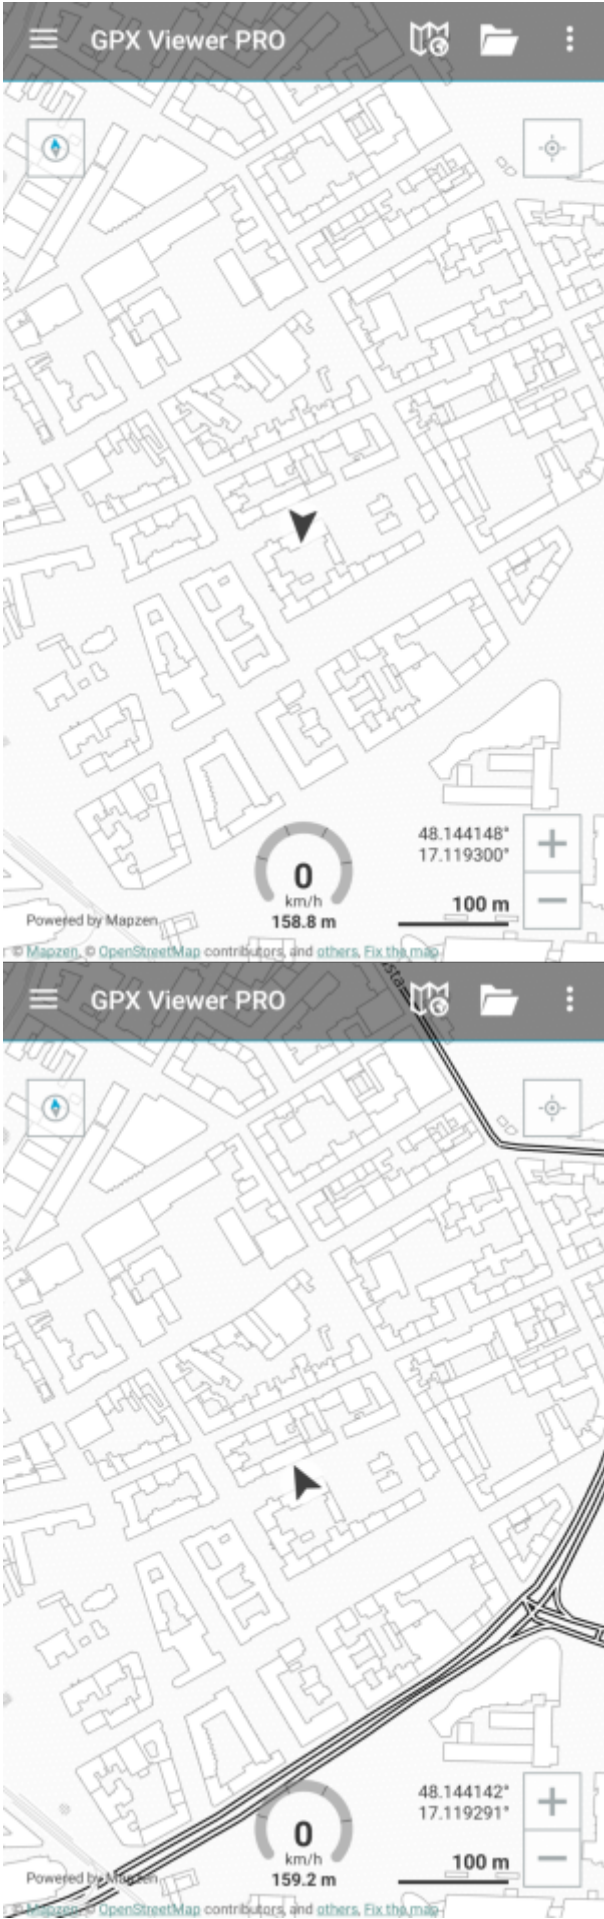 GPX Viewer PRO
48.144148°
17.119300°
0
km/h
158.8 m
100 m
Powered by Mapzen
© Mapzen, © OpenStreetMap contributors, and others, Fix the map
GPX Viewer PRO
48.144142°
17.119291°
0
km/h
159.2 m
100 m
Powered by Mapzen
© Mapzen, © OpenStreetMap contributors, and others, Fix the map